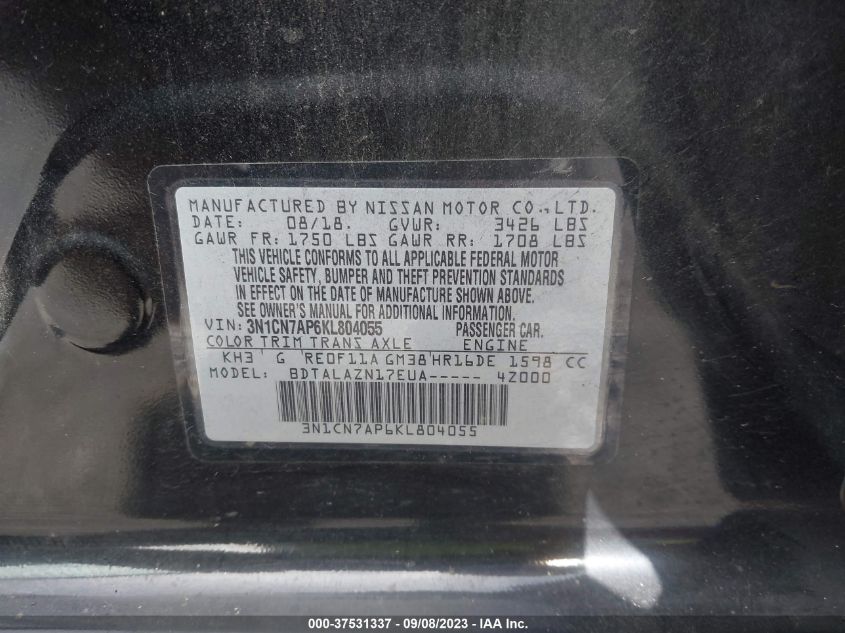 MANUFACTURED BY NISSAN MOTOR CO., LTD.
DATE: 08/18. GVWR: 3426 LBS
GAWR FR: 1750 LBS GAWR RR: 1708 LBS
THIS VEHICLE CONFORMS TO ALL APPLICABLE FEDERAL MOTOR
VEHICLE SAFETY, BUMPER AND THEFT PREVENTION STANDARDS
IN EFFECT ON THE DATE OF MANUFACTURE SHOWN ABOVE.
SEE OWNER'S MANUAL FOR ADDITIONAL INFORMATION.
VIN: 3N1CN7AP6KL804055 PASSENGER CAR.
COLOR TRIM TRANS AXLE ENGINE
KH3 G RE0F11A GM38 HR16DE 1598 CC
MODEL: BDTALAZN17EUA----- 42000
3N1CN7AP6KL804055
000-37531337 - 09/08/2023 - IAA Inc.